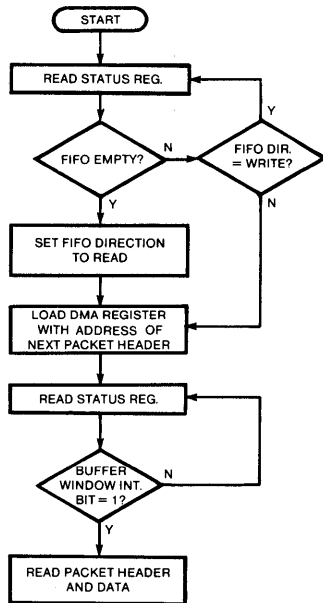 START
READ STATUS REG.
FIFO EMPTY?
N
FIFO DIR.
= WRITE?
Y
N
Y
SET FIFO DIRECTION
TO READ
LOAD DMA REGISTER
WITH ADDRESS OF
NEXT PACKET HEADER
READ STATUS REG.
BUFFER
WINDOW INT.
BIT = 1?
N
Y
READ PACKET HEADER
AND DATA